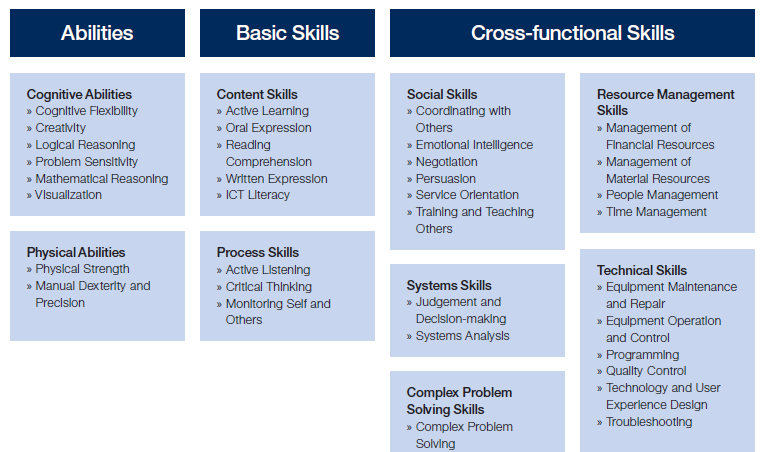 Abilities
Basic Skills
Cross-functional Skills
Cognitive Abilities
» Cognitive Flexibility
» Creativity
» Logical Reasoning
» Problem Sensitivity
» Mathematical Reasoning
» Visualization
Physical Abilities
» Physical Strength
» Manual Dexterity and
Precision
Content Skills
» Active Learning
» Oral Expression
» Reading
Comprehension
» Written Expression
» ICT Literacy
Process Skills
» Active Listening
» Critical Thinking
» Monitoring Self and
Others
Social Skills
» Coordinating with
Others
» Emotional Intelligence
» Negotiation
» Persuasion
» Service Orientation
» Training and Teaching
Others
Systems Skills
» Judgement and
Decision-making
» Systems Analysis
Complex Problem
Solving Skills
» Complex Problem
Solving
Resource Management
Skills
» Management of
Financial Resources
» Management of
Material Resources
» People Management
» Time Management
Technical Skills
» Equipment Maintenance
and Repair
» Equipment Operation
and Control
» Programming
» Quality Control
» Technology and User
Experience Design
» Troubleshooting